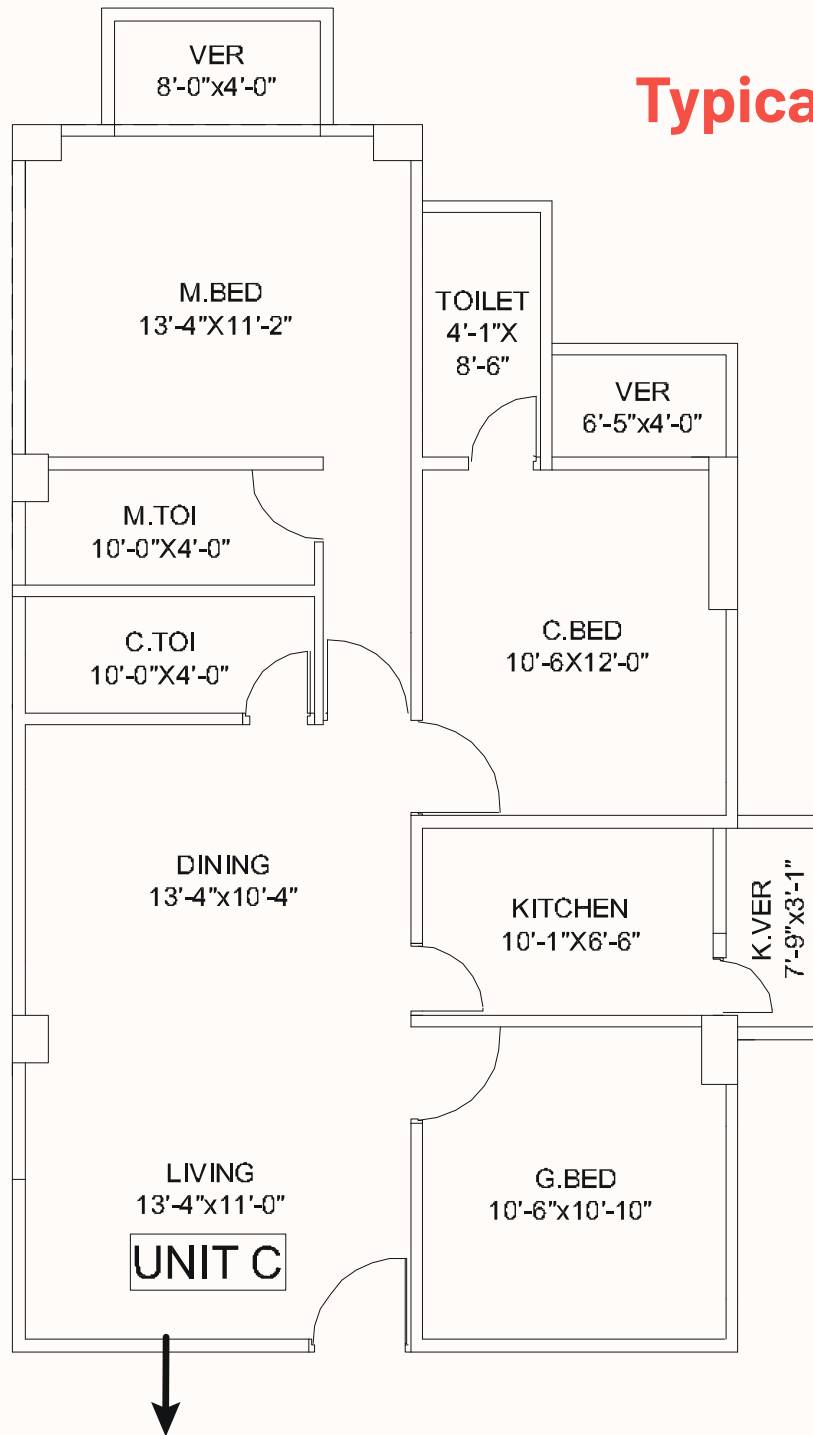 VER
8'-0"x4'-0"
Typica
M.BED
13'-4"X11'-2"
TOILET
4'-1"X
8'-6"
VER
6'-5"x4'-0"
M.TOI
10'-0"X4'-0"
C.TOI
10'-0"X4'-0"
C.BED
10'-6X12'-0"
DINING
13'-4"x10'-4"
KITCHEN
10'-1"X6'-6"
K.VER
7'-9"x3'-1"
LIVING
13'-4"x11'-0"
G.BED
10'-6"x10'-10"
UNIT C